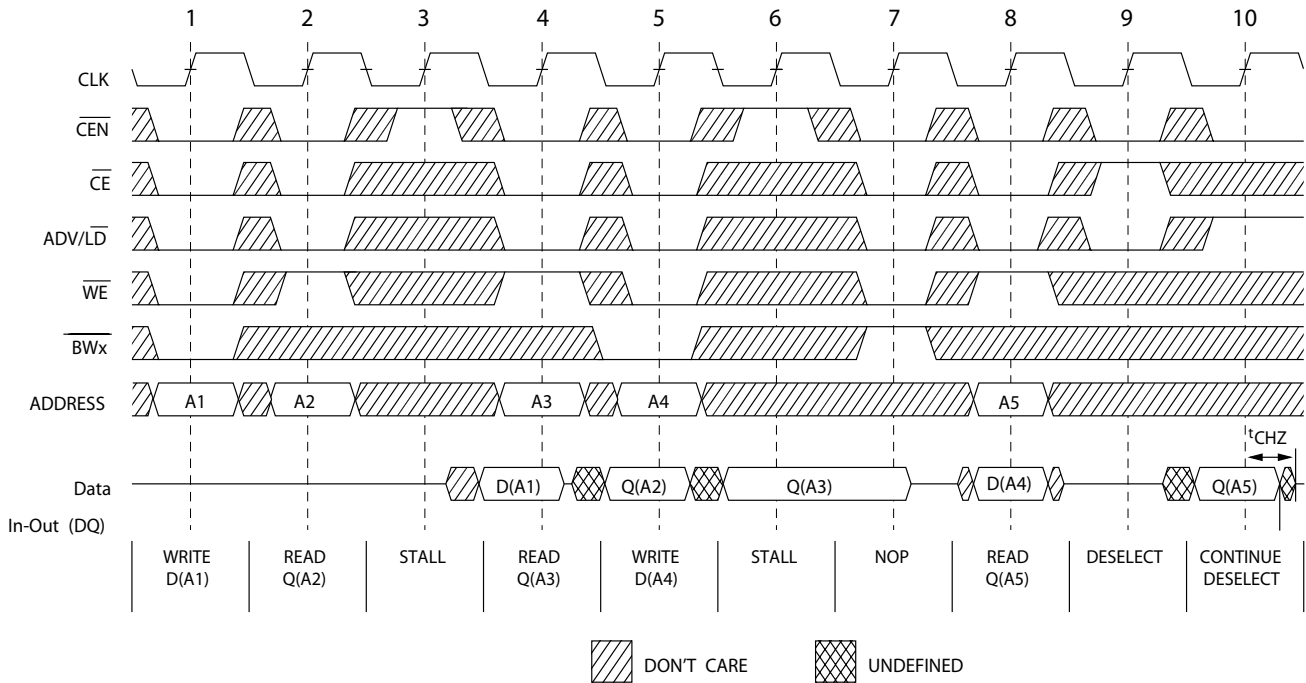 1 2 3 4 5 6 7 8 9 10
CLK
CEN
CE
ADV/LD
WE
BWx
ADDRESS A1 A2 A3 A4 A5
tCHZ
Data D(A1) Q(A2) Q(A3) D(A4) Q(A5)
In-Out (DQ)
WRITE READ STALL READ WRITE STALL NOP READ DESELECT CONTINUE
D(A1) Q(A2) Q(A3) D(A4) Q(A5) DESELECT
DON'T CARE UNDEFINED